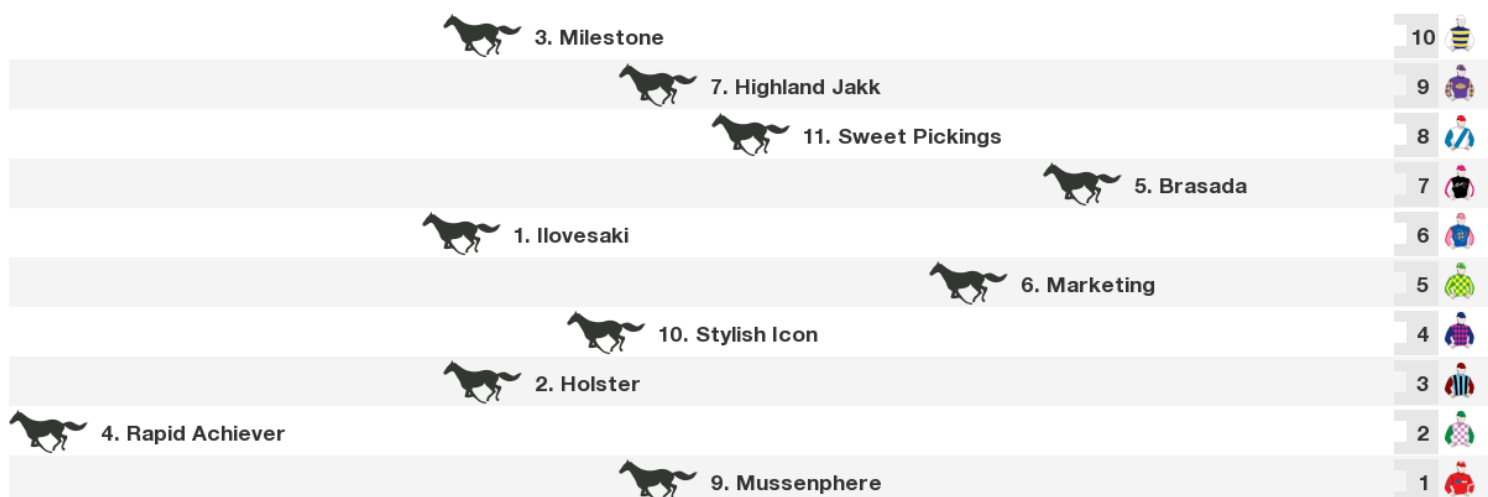 3. Milestone 10
7. Highland Jakk 9
11. Sweet Pickings 8
5. Brasada 7
1. Ilovesaki 6
6. Marketing 5
10. Stylish Icon 4
2. Holster 3
4. Rapid Achiever 2
9. Mussenphere 1